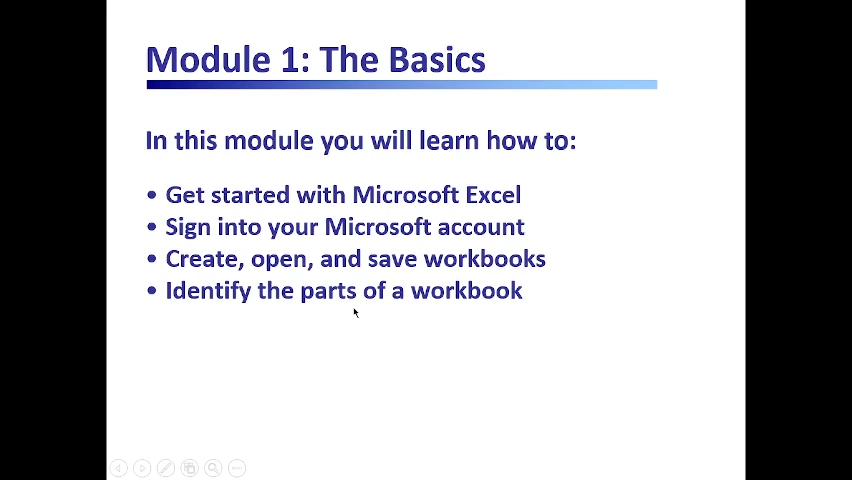 Module 1: The Basics
In this module you will learn how to:
• Get started with Microsoft Excel
• Sign into your Microsoft account
• Create, open, and save workbooks
• Identify the parts of a workbook